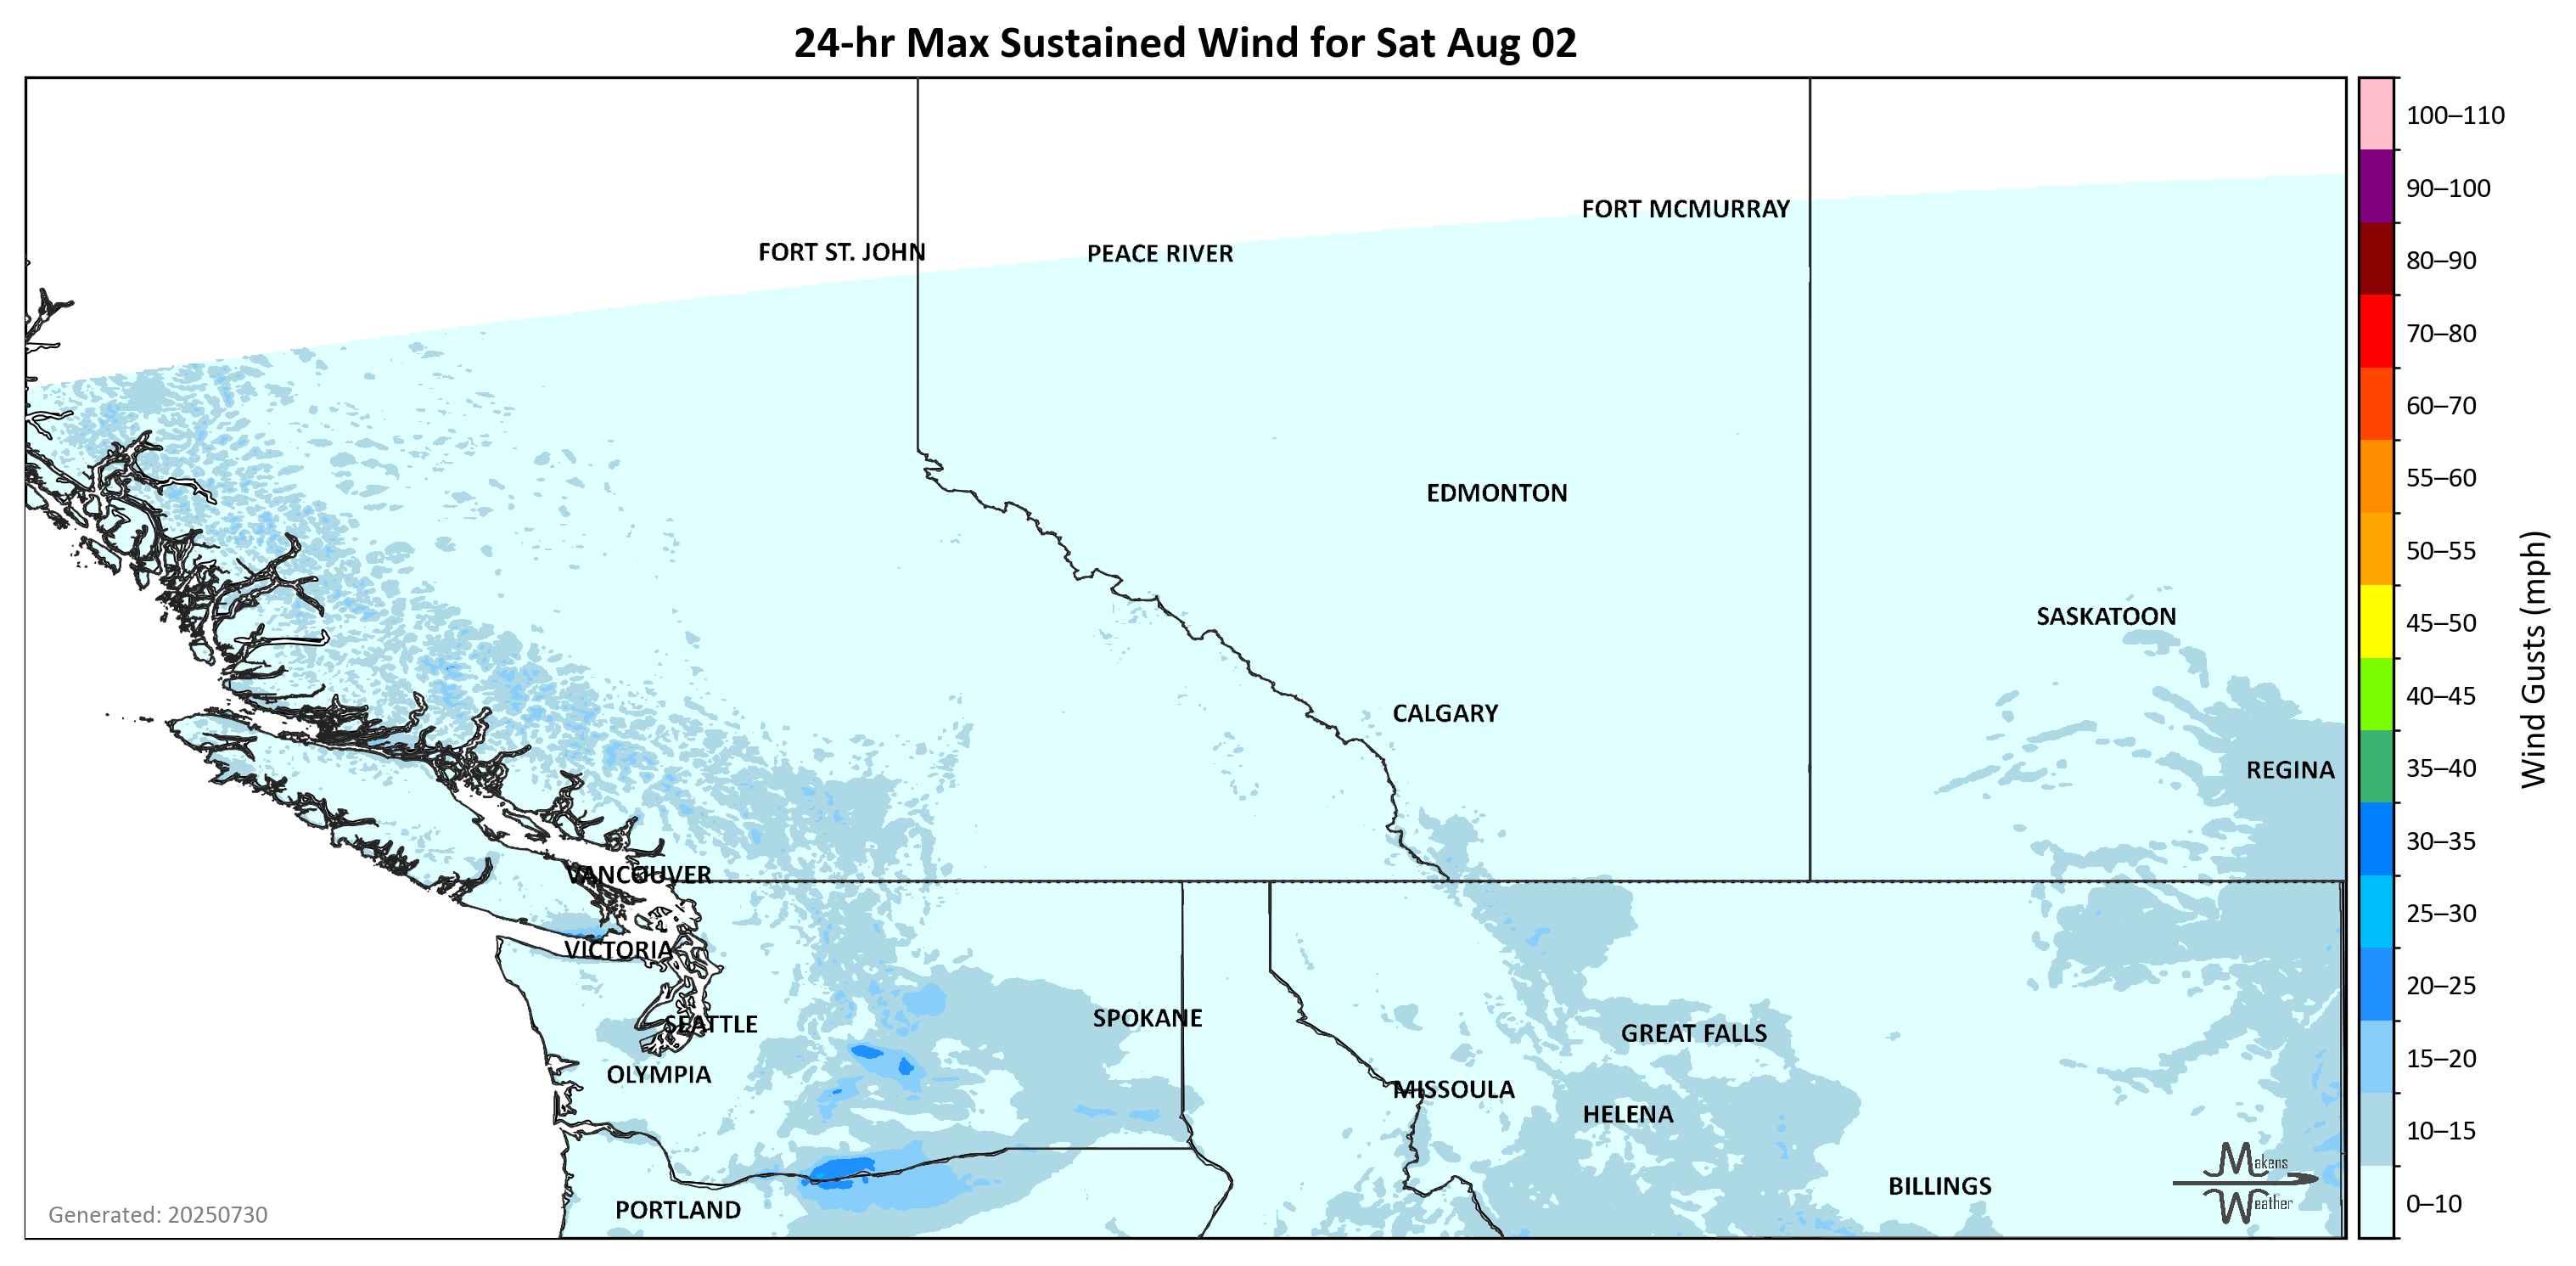 24-hr Max Sustained Wind for Sat Aug 02
100–110
90–100
80–90
70–80
60–70
55–60
50–55
45–50
40–45
35–40
30–35
25–30
20–25
15–20
10–15
0–10
Wind Gusts (mph)
FORT MCMURRAY
FORT ST. JOHN
PEACE RIVER
EDMONTON
SASKATOON
CALGARY
REGINA
VANCOUVER
VICTORIA
SEATTLE
SPOKANE
GREAT FALLS
OLYMPIA
MISSOULA
HELENA
BILLINGS
PORTLAND
Makens
Weather
Generated: 20250730